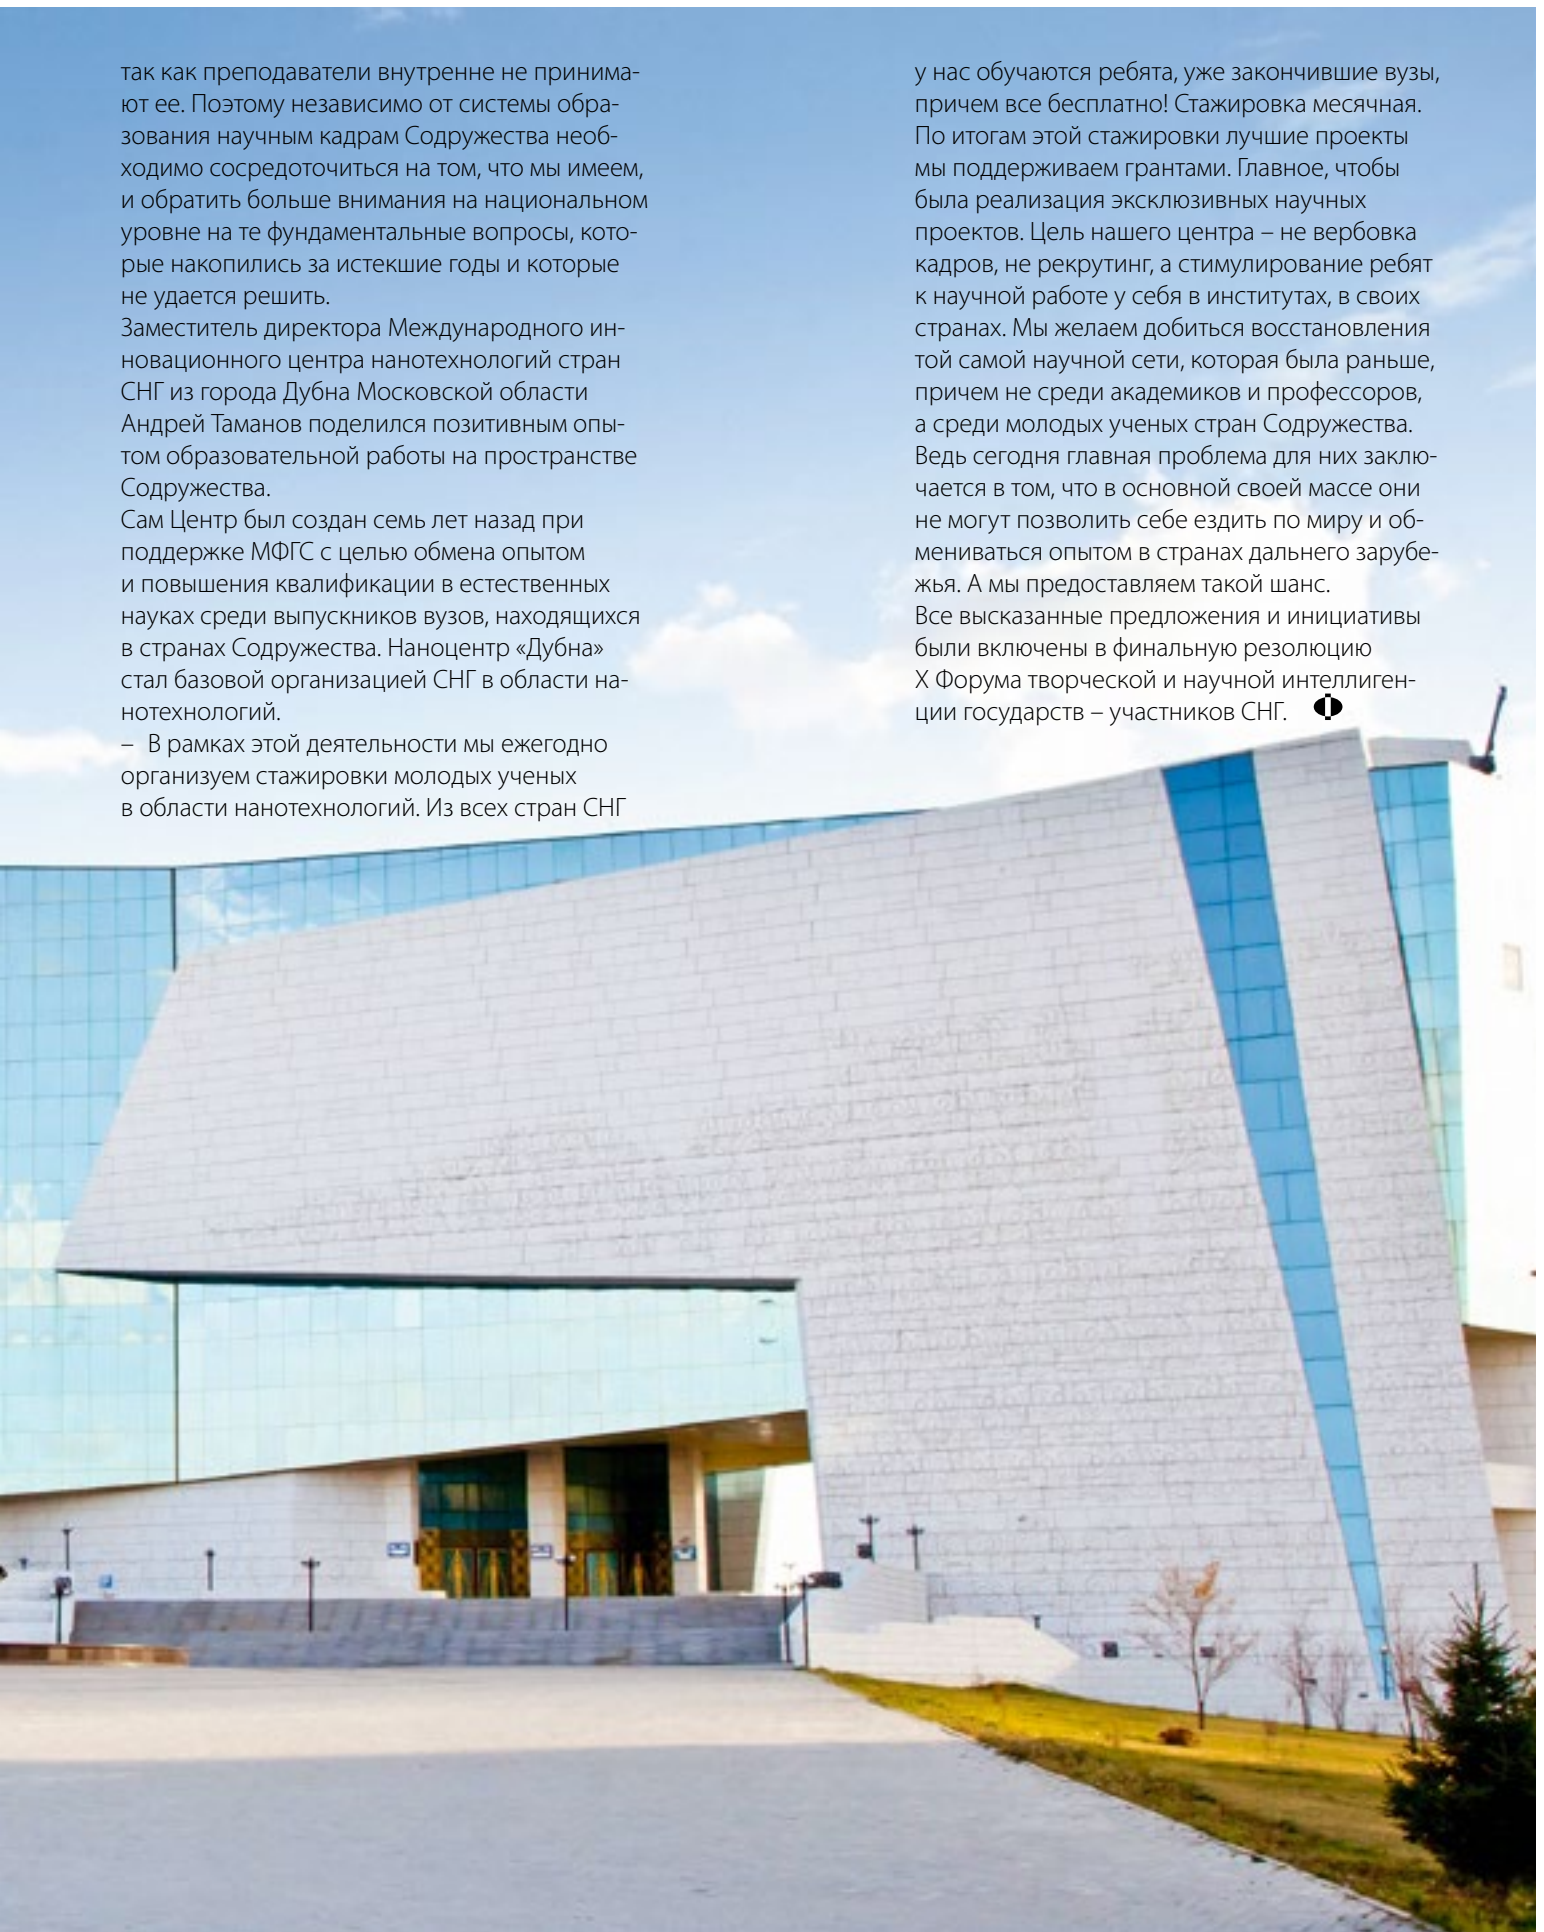 так как преподаватели внутренне не принима-
ют ее. Поэтому независимо от системы обра-
зования научным кадрам Содружества необ-
ходимо сосредоточиться на том, что мы имеем,
и обратить больше внимания на национальном
уровне на те фундаментальные вопросы, кото-
рые накопились за истекшие годы и которые
не удается решить.
Заместитель директора Международного ин-
новационного центра нанотехнологий стран
СНГ из города Дубна Московской области
Андрей Таманов поделился позитивным опы-
том образовательной работы на пространстве
Содружества.
Сам Центр был создан семь лет назад при
поддержке МФГС с целью обмена опытом
и повышения квалификации в естественных
науках среди выпускников вузов, находящихся
в странах Содружества. Наноцентр «Дубна»
стал базовой организацией СНГ в области на-
нотехнологий.
– В рамках этой деятельности мы ежегодно
организуем стажировки молодых ученых
в области нанотехнологий. Из всех стран СНГ
у нас обучаются ребята, уже закончившие вузы,
причем все бесплатно! Стажировка месячная.
По итогам этой стажировки лучшие проекты
мы поддерживаем грантами. Главное, чтобы
была реализация эксклюзивных научных
проектов. Цель нашего центра – не вербовка
кадров, не рекрутинг, а стимулирование ребят
к научной работе у себя в институтах, в своих
странах. Мы желаем добиться восстановления
той самой научной сети, которая была раньше,
причем не среди академиков и профессоров,
а среди молодых ученых стран Содружества.
Ведь сегодня главная проблема для них заклю-
чается в том, что в основной своей массе они
не могут позволить себе ездить по миру и об-
мениваться опытом в странах дальнего зарубе-
жья. А мы предоставляем такой шанс.
Все высказанные предложения и инициативы
были включены в финальную резолюцию
X Форума творческой и научной интеллиген-
ции государств – участников СНГ.